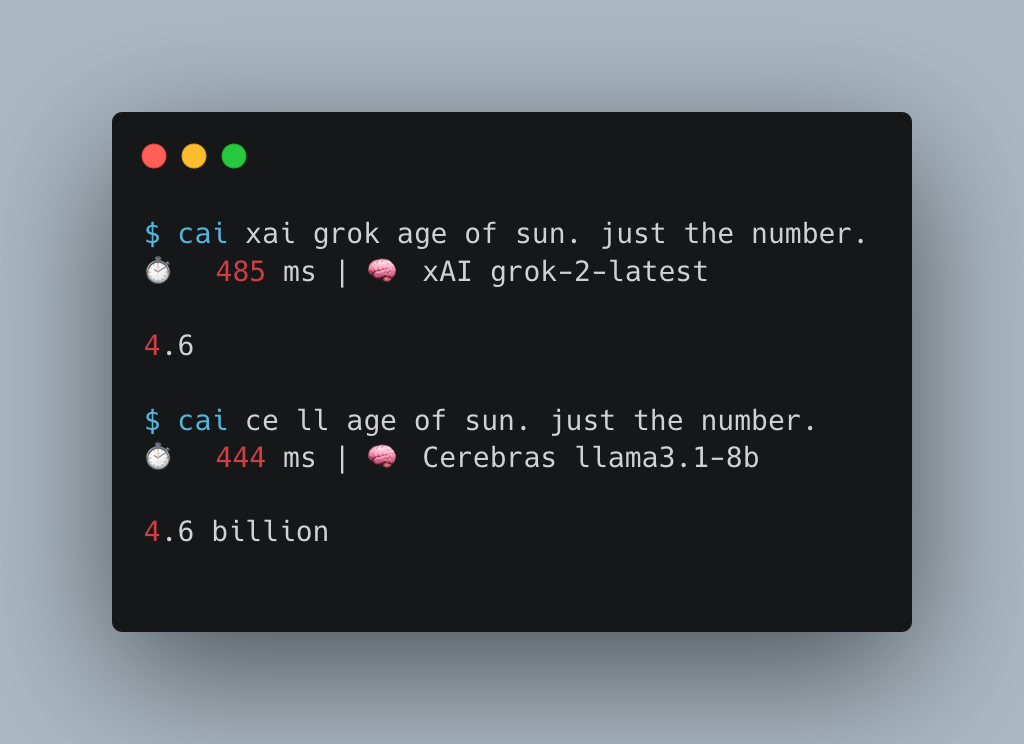 $ cai xai grok age of sun. just the number.
⏱️ 485 ms | 🧠 xAI grok-2-latest
4.6
$ cai ce ll age of sun. just the number.
⏱️ 444 ms | 🧠 Cerebras llama3.1-8b
4.6 billion